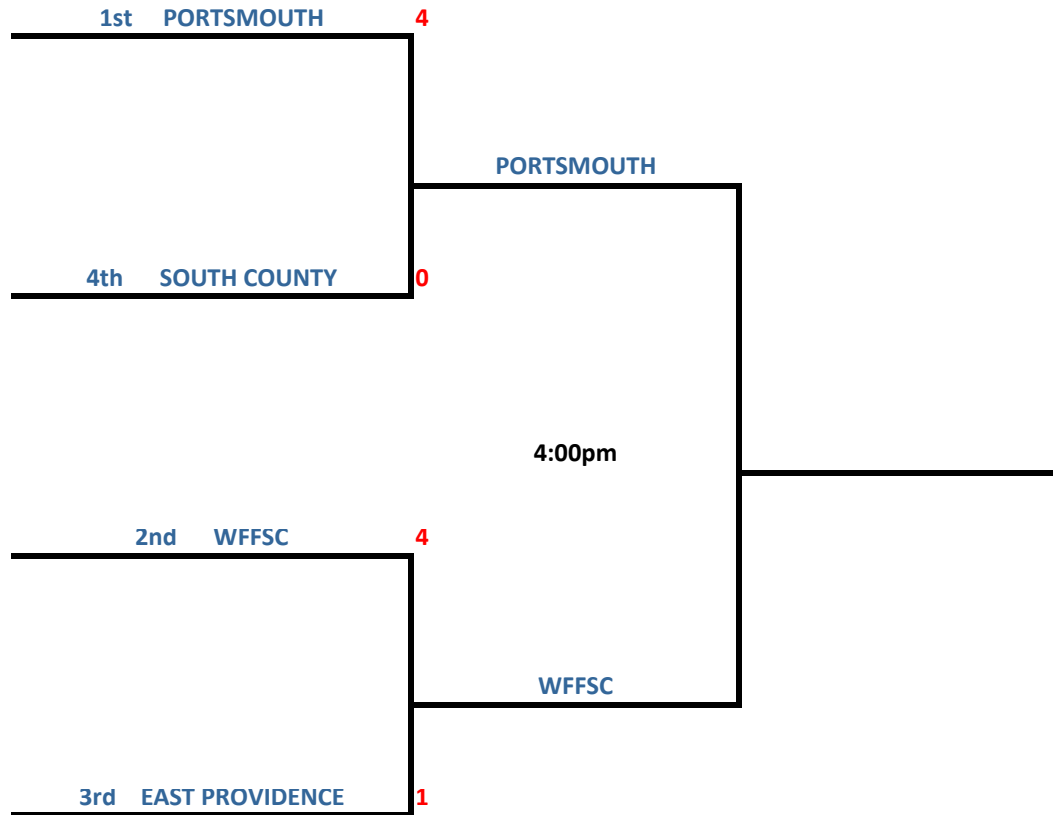 1st PORTSMOUTH 4
PORTSMOUTH
4th SOUTH COUNTY 0
4:00pm
2nd WFFSC 4
WFFSC
3rd EAST PROVIDENCE 1